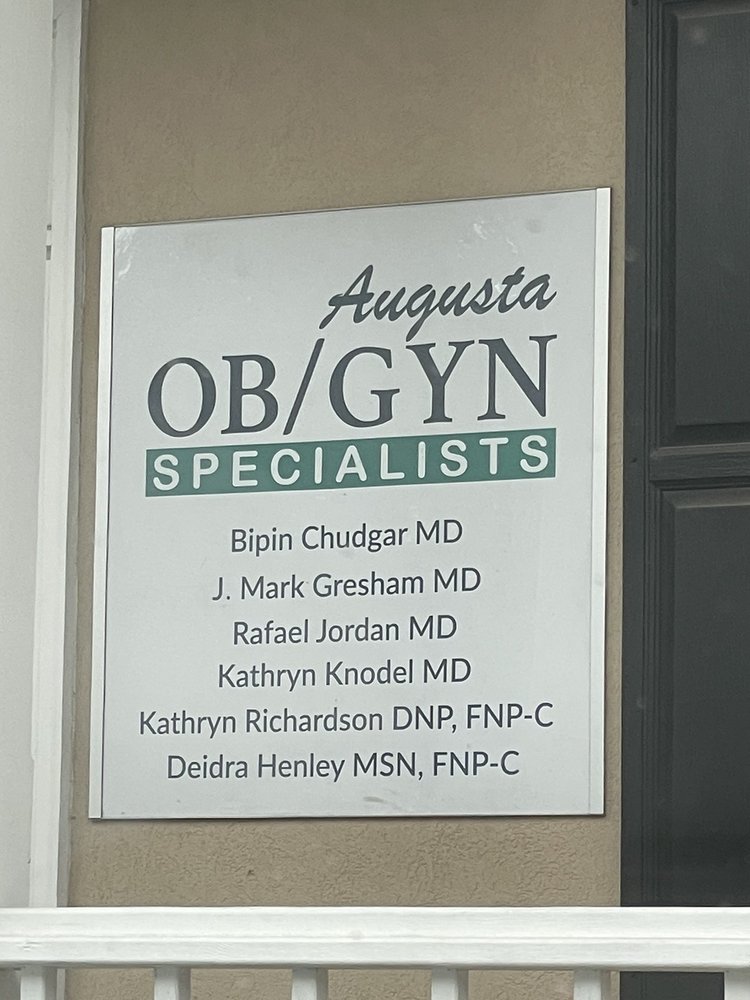 Augusta
OB/GYN
SPECIALISTS
Bipin Chudgar MD
J. Mark Gresham MD
Rafael Jordan MD
Kathryn Knodel MD
Kathryn Richardson DNP, FNP-C
Deidra Henley MSN, FNP-C